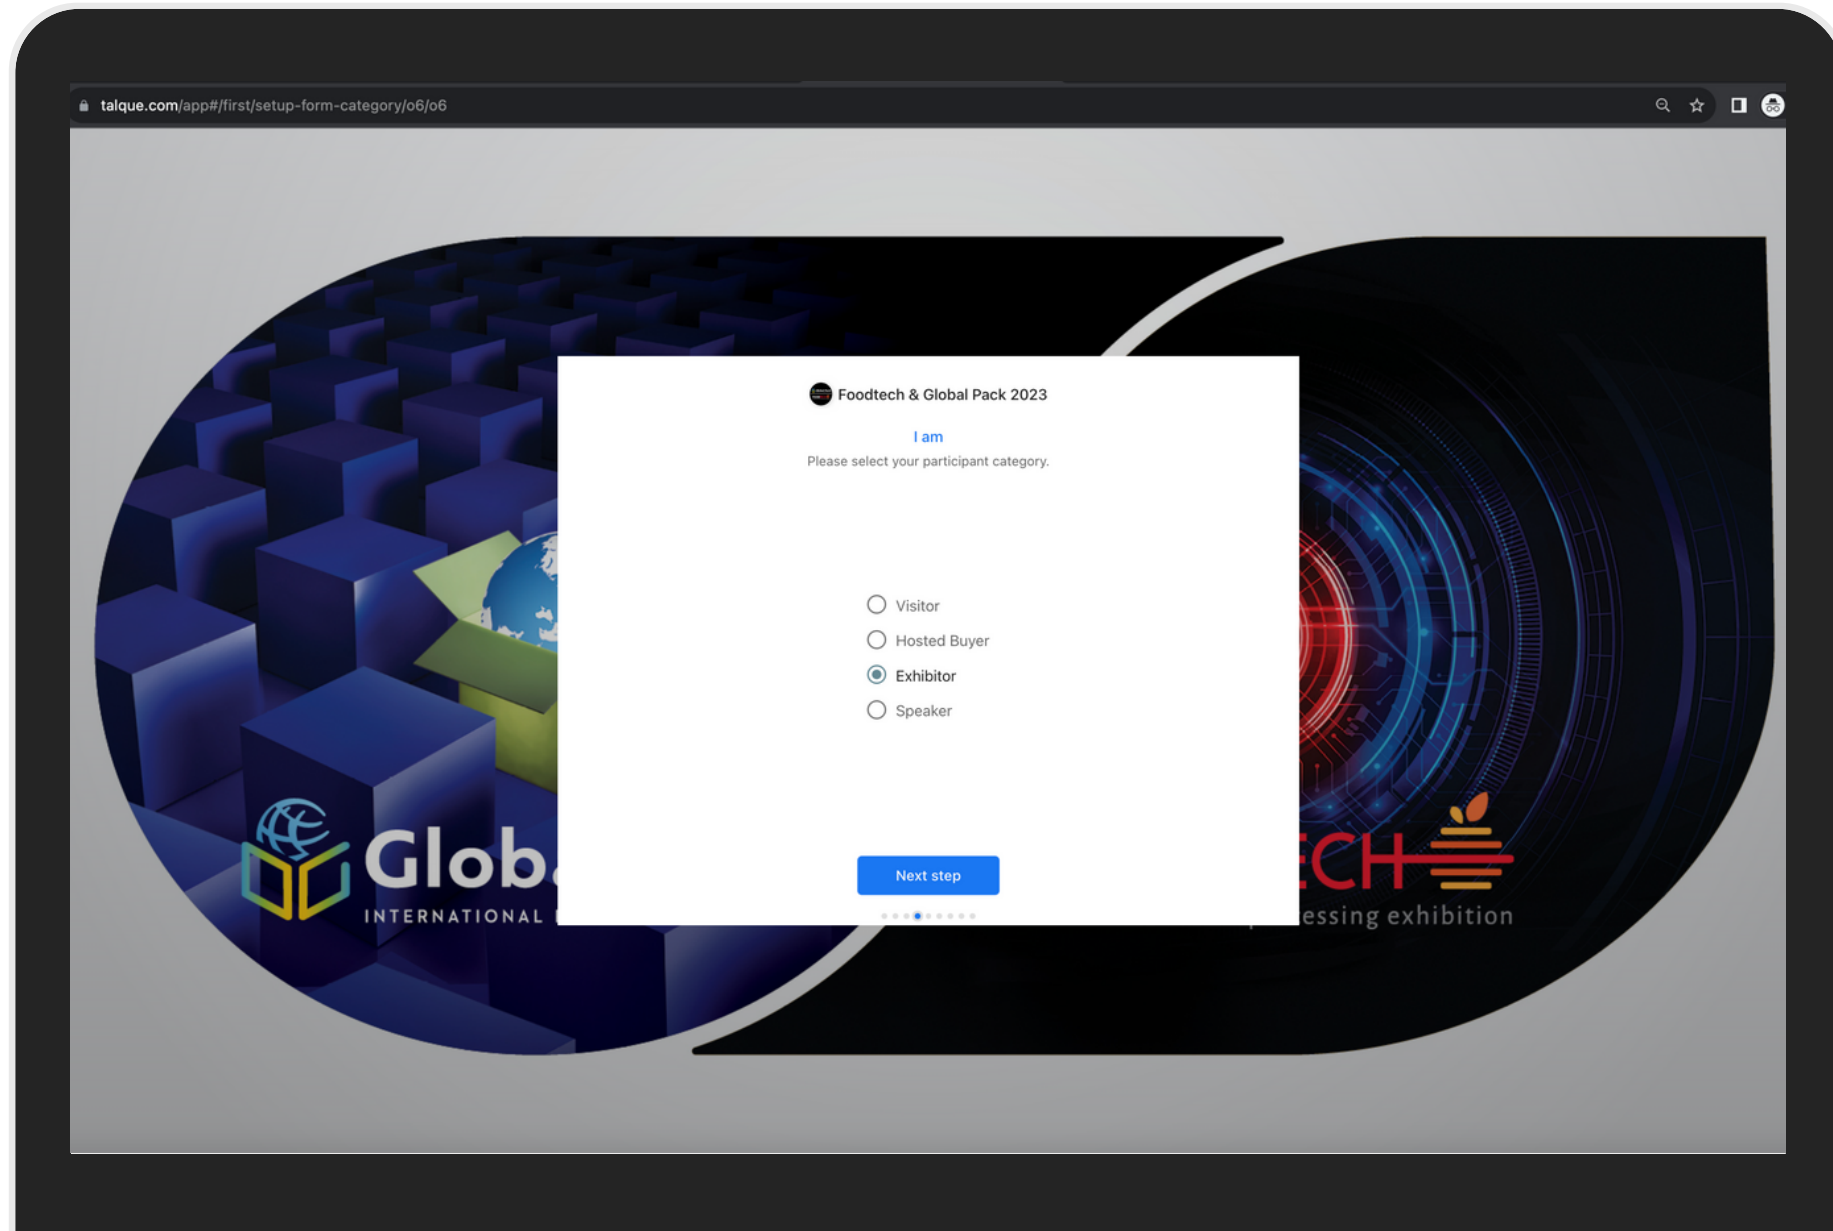 talque.com/app#/first/setup-form-category/o6/o6
Foodtech & Global Pack 2023
I am
Please select your participant category.
Visitor
Hosted Buyer
Exhibitor
Speaker
Next step
Glob
INTERNATIONAL
ECH
essing exhibition